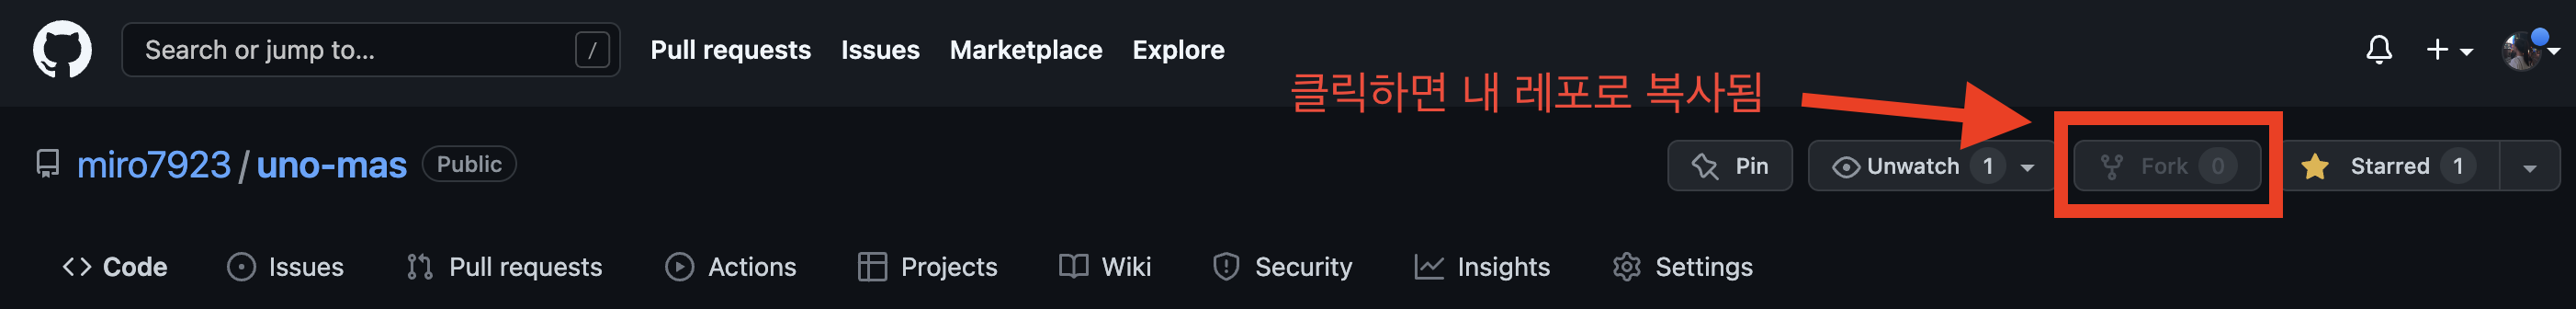 Search or jump to... / Pull requests Issues Marketplace Explore
클릭하면 내 레포로 복사됨
miro7923 / uno-mas Public Pin Unwatch 1 Fork 0 Starred 1
Code Issues Pull requests Actions Projects Wiki Security Insights Settings